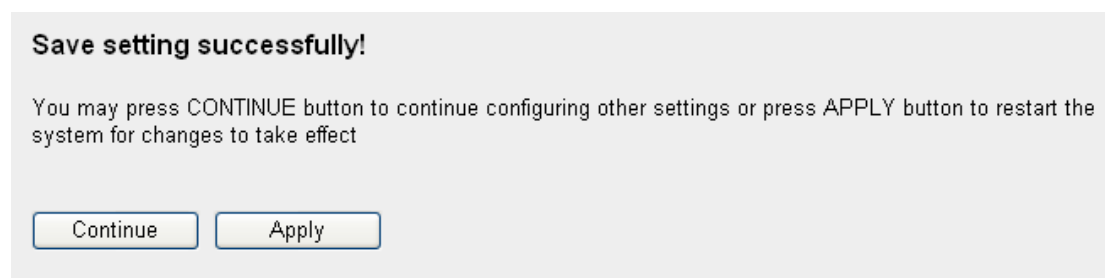 Save setting successfully!
You may press CONTINUE button to continue configuring other settings or press APPLY button to restart the
system for changes to take effect
Continue
Apply